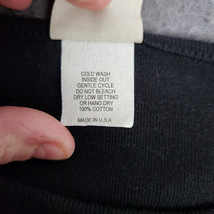 COLD WASH
INSIDE OUT
GENTLE CYCLE
DO NOT BLEACH
DRY LOW SETTING
OR HANG DRY
100% COTTON
MADE IN U.S.A